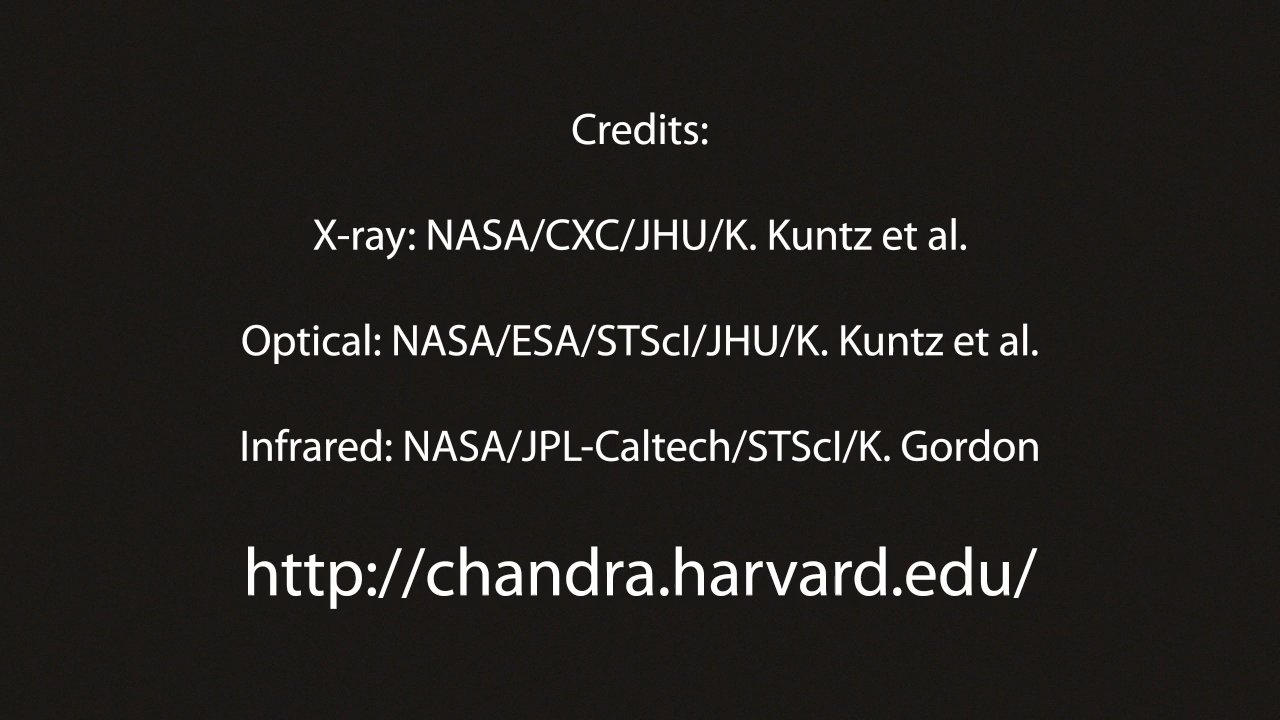 Credits:
X-ray: NASA/CXC/JHU/K. Kuntz et al.
Optical: NASA/ESA/STScI/JHU/K. Kuntz et al.
Infrared: NASA/JPL-Caltech/STScI/K. Gordon
http://chandra.harvard.edu/